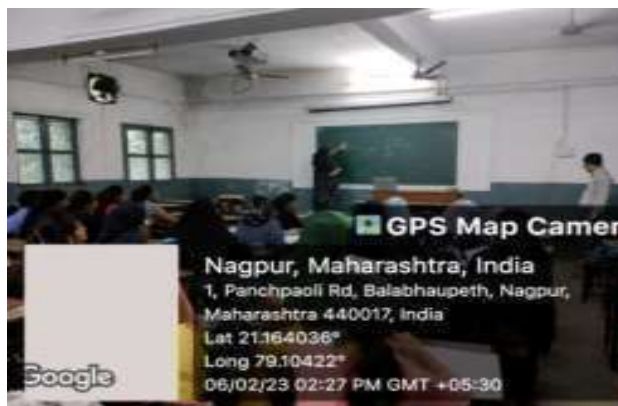 GPS Map Camer
Nagpur, Maharashtra, India
1, Panchpaoli Rd, Balabhaupeth, Nagpur,
Maharashtra 440017, India
Lat 21.164036°
Long 79.10422°
06/02/23 02:27 PM GMT +05:30
Google